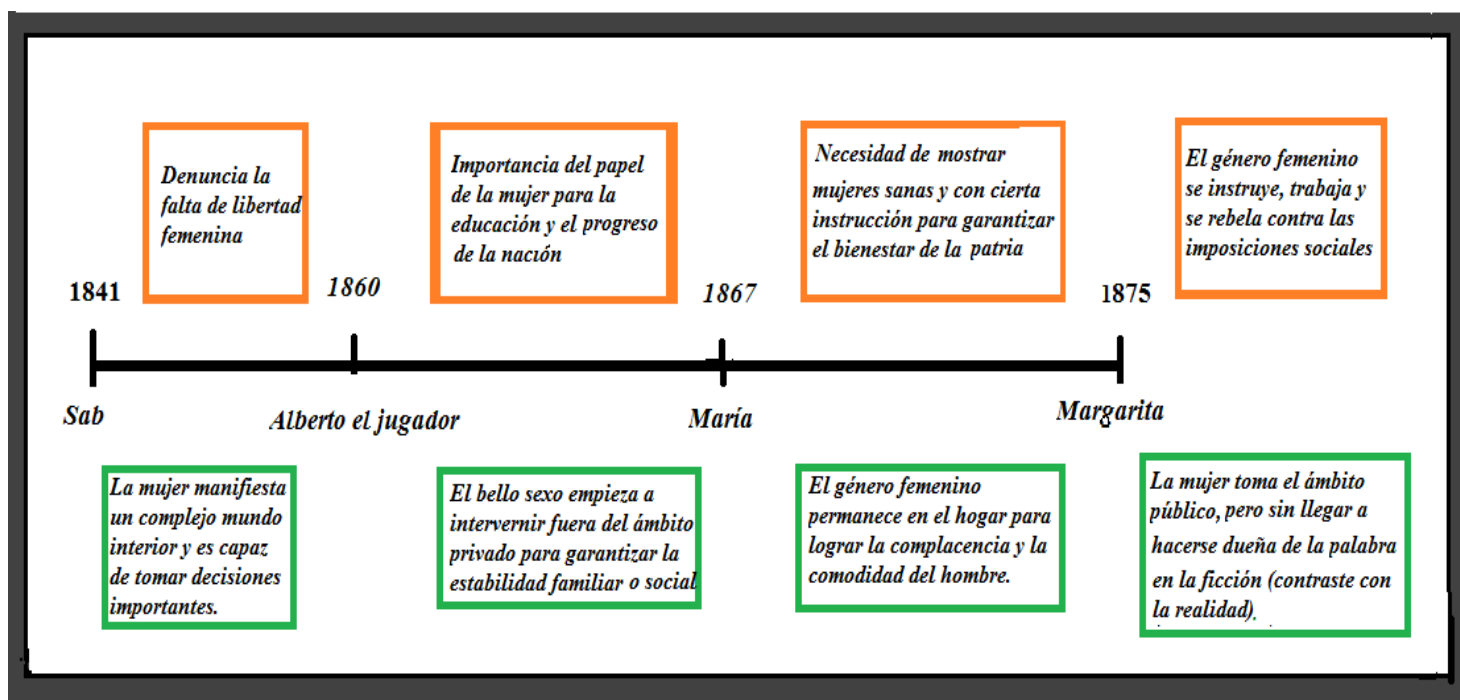 Denuncia la
falta de libertad
femenina
Importancia del papel
de la mujer para la
educación y el progreso
de la nación
Necesidad de mostrar
mujeres sanas y con cierta
instrucción para garantizar
el bienestar de la patria
El género femenino
se instruye, trabaja y
se rebela contra las
imposiciones sociales
1841
1860
1867
1875
Sab
Alberto el jugador
María
Margarita
La mujer manifiesta
un complejo mundo
interior y es capaz
de tomar decisiones
importantes.
El bello sexo empieza a
intervernir fuera del ámbito
privado para garantizar la
estabilidad familiar o social
El género femenino
permanece en el hogar para
lograr la complacencia y la
comodidad del hombre.
La mujer toma el ámbito
público, pero sin llegar a
hacerse dueña de la palabra
en la ficción (contraste con
la realidad).